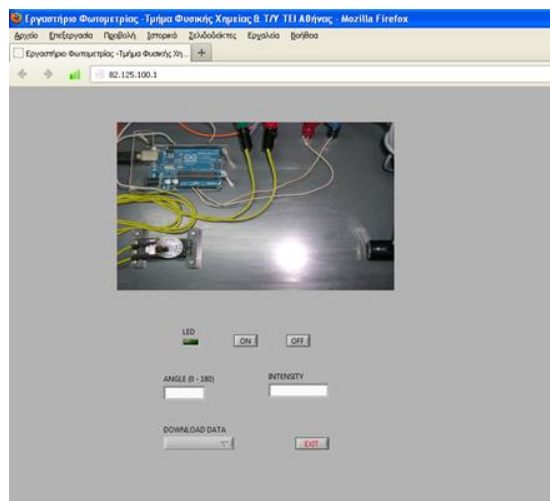 Εργαστήριο Φωτομετρίας -Τμήμα Φυσικής Χημείας & Τ/Υ ΤΕΙ Αθήνας - Mozilla Firefox
Αρχείο Επεξεργασία Προβολή Ιστορικό Σελιδοδείκτες Εργαλεία Βοήθεια
Εργαστήριο Φωτομετρίας -Τμήμα Φυσικής Χη... +
82.125.100.1
LED
ON OFF
ANGLE (0 - 180) INTENSITY
DOWNLOAD DATA
EXIT